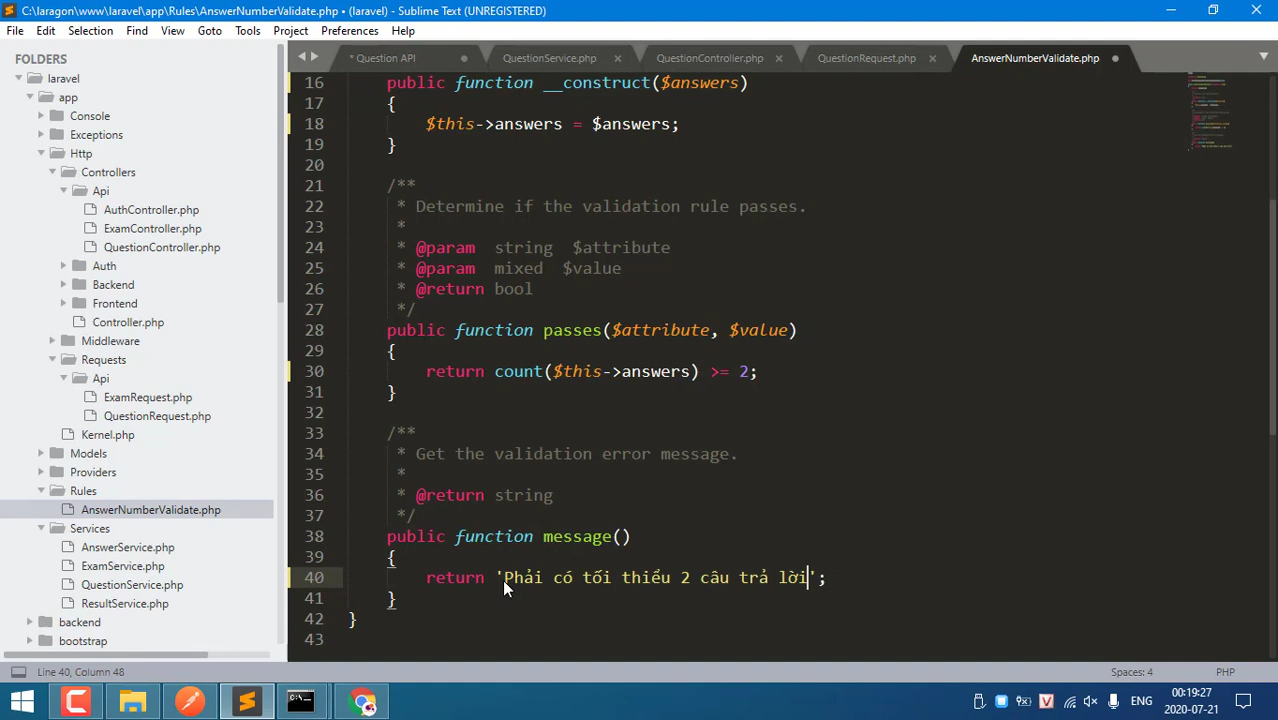 C:\laragon\www\laravel\app\Rules\AnswerNumberValidate.php • (laravel) - Sublime Text (UNREGISTERED)
File Edit Selection Find View Goto Tools Project Preferences Help
FOLDERS
laravel
app
Console
Exceptions
Http
Controllers
Api
AuthController.php
ExamController.php
QuestionController.php
Auth
Backend
Frontend
Controller.php
Middleware
Requests
Api
ExamRequest.php
QuestionRequest.php
Kernel.php
Models
Providers
Rules
AnswerNumberValidate.php
Services
AnswerService.php
ExamService.php
QuestionService.php
ResultService.php
backend
bootstrap
* Question API QuestionService.php QuestionController.php QuestionRequest.php AnswerNumberValidate.php
16 public function __construct($answers)
17 {
18 $this->answers = $answers;
19 }
20
21 /**
22 * Determine if the validation rule passes.
23 *
24 * @param string $attribute
25 * @param mixed $value
26 * @return bool
27 */
28 public function passes($attribute, $value)
29 {
30 return count($this->answers) >= 2;
31 }
32
33 /**
34 * Get the validation error message.
35 *
36 * @return string
37 */
38 public function message()
39 {
40 return 'Phải có tối thiểu 2 câu trả lời';
41 }
42 }
43
Line 40, Column 48 Spaces: 4 PHP
ENG 00:19:27
2020-07-21